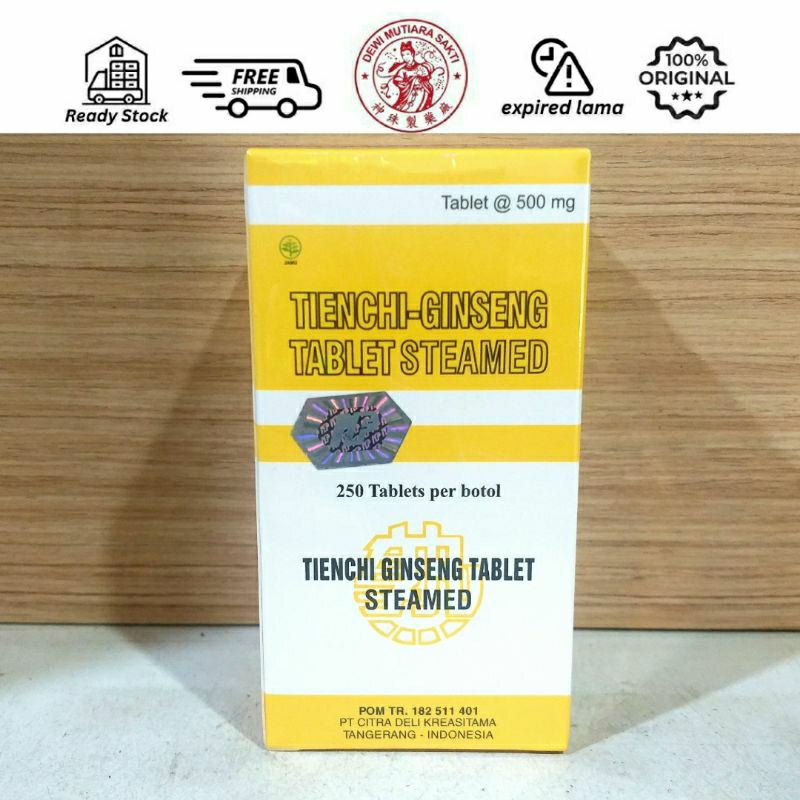 Ready Stock
FREE
SHIPPING
DEWI MUTIARA SAKTI
神珠製藥廠
expired lama
100%
ORIGINAL
Tablet @ 500 mg
JAMU
TIENCHI-GINSENG
TABLET STEAMED
250 Tablets per botol
TIENCHI GINSENG TABLET
STEAMED
POM TR. 182 511 401
PT CITRA DELI KREASITAMA
TANGERANG - INDONESIA